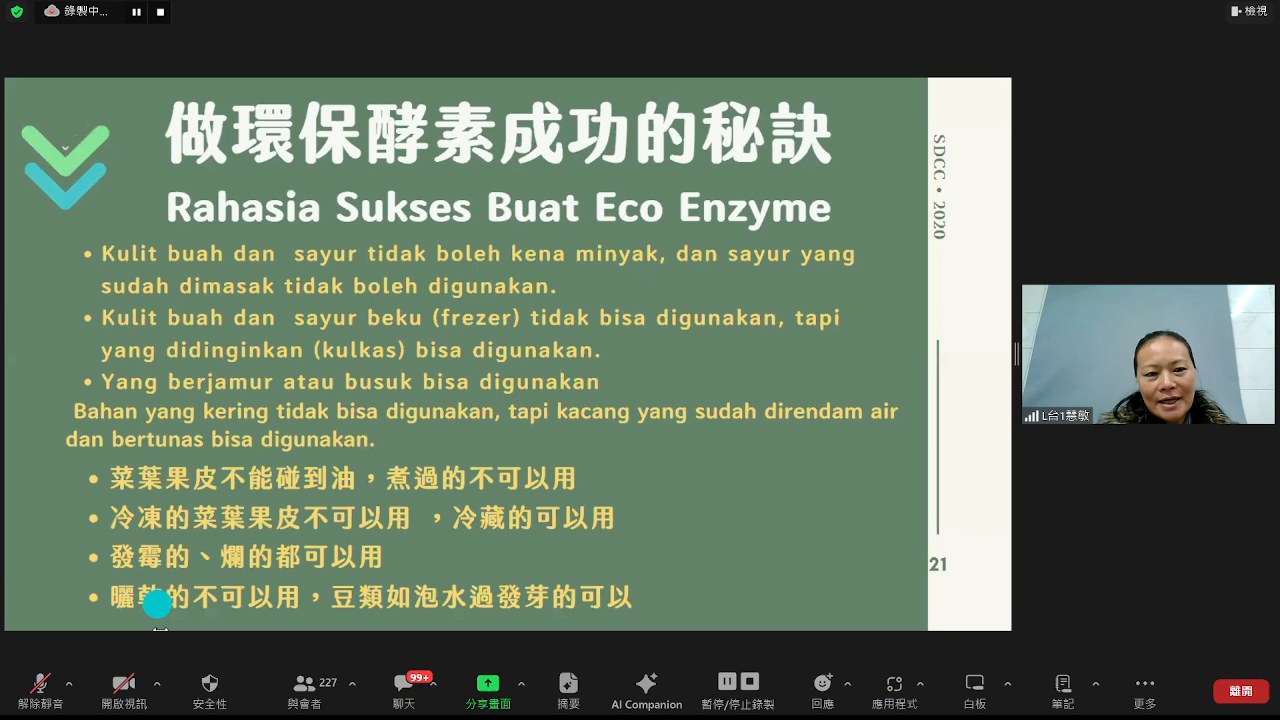 錄製中...
檢視
做環保酵素成功的秘訣
Rahasia Sukses Buat Eco Enzyme
• Kulit buah dan sayur tidak boleh kena minyak, dan sayur yang
sudah dimasak tidak boleh digunakan.
• Kulit buah dan sayur beku (frezer) tidak bisa digunakan, tapi
yang didinginkan (kulkas) bisa digunakan.
• Yang berjamur atau busuk bisa digunakan
Bahan yang kering tidak bisa digunakan, tapi kacang yang sudah direndam air
dan bertunas bisa digunakan.
• 菜葉果皮不能碰到油，煮過的不可以用
• 冷凍的菜葉果皮不可以用 ，冷藏的可以用
• 發霉的、爛的都可以用
• 曬乾的不可以用，豆類如泡水過發芽的可以
SDCC • 2020
21
L台1慧敏
解除靜音
開啟視訊
安全性
227
與會者
99+
聊天
分享畫面
摘要
AI Companion
暫停/停止錄製
回應
應用程式
白板
筆記
更多
離開